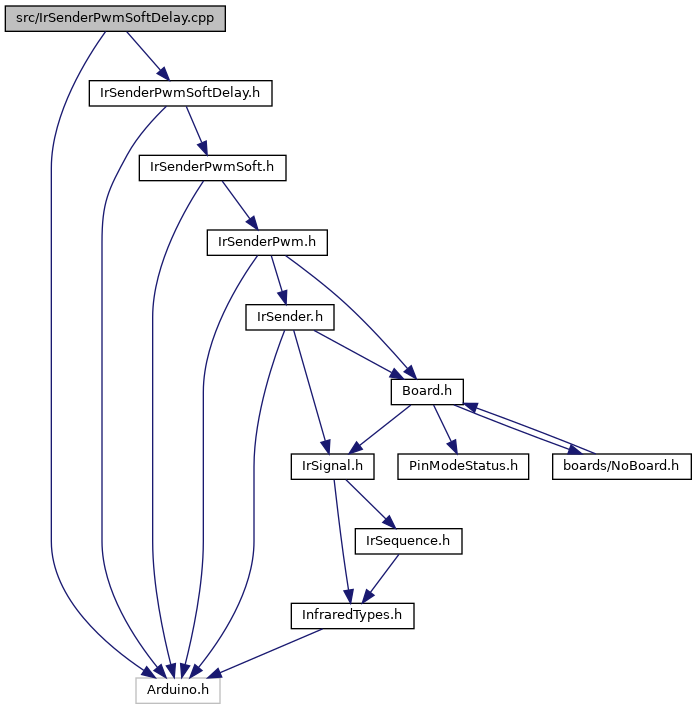 src/IrSenderPwmSoftDelay.cpp
IrSenderPwmSoftDelay.h
IrSenderPwmSoft.h
IrSenderPwm.h
IrSender.h
Board.h
IrSignal.h
PinModeStatus.h
boards/NoBoard.h
IrSequence.h
InfraredTypes.h
Arduino.h